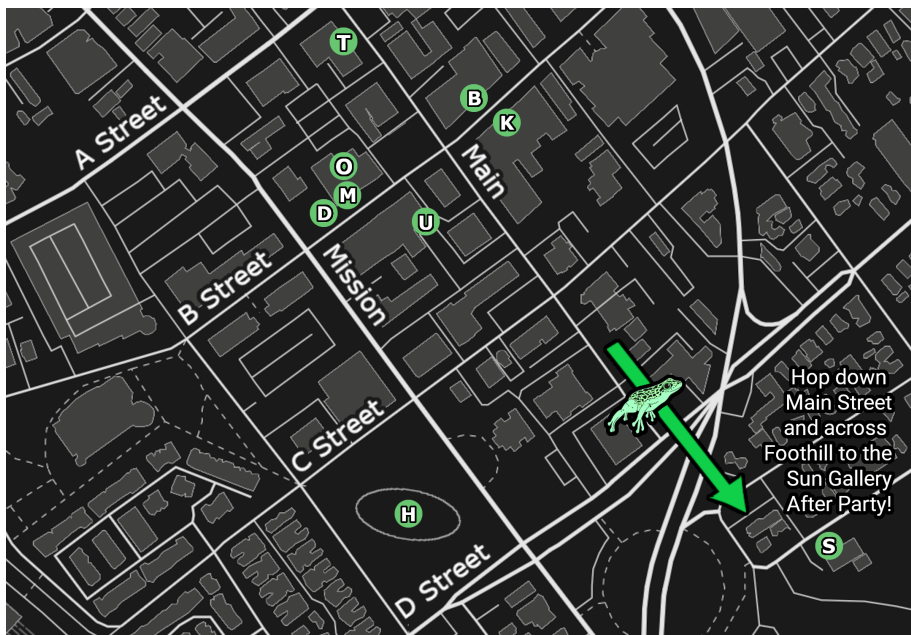 T
B
K
A Street
Main
O
M
D
U
Mission
B Street
Hop down
Main Street
and across
Foothill to the
Sun Gallery
After Party!
C Street
H
S
D Street